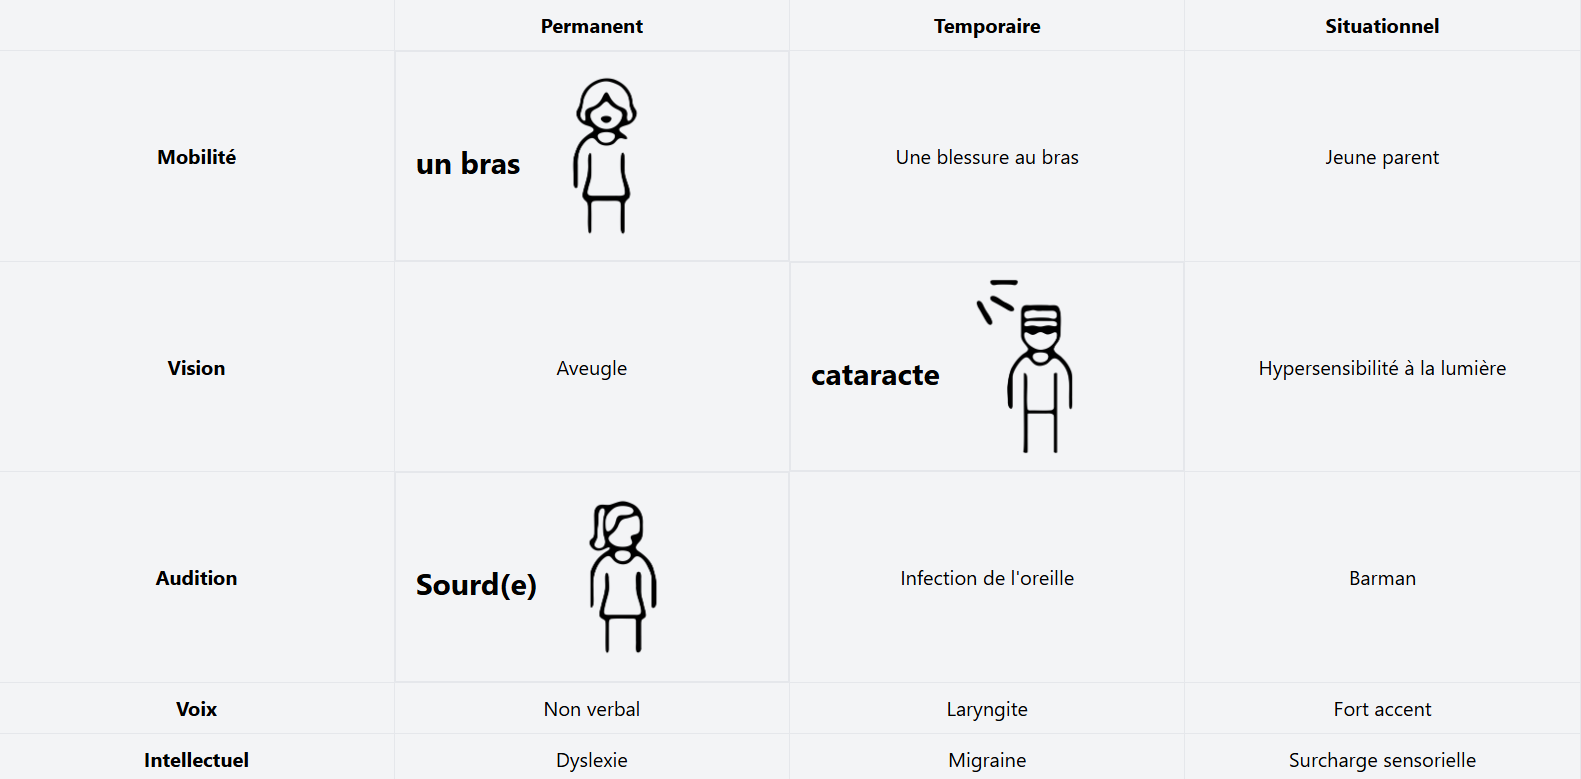 Permanent Temporaire Situationnel
Mobilité un bras Une blessure au bras Jeune parent
Vision Aveugle cataracte Hypersensibilité à la lumière
Audition Sourd(e) Infection de l'oreille Barman
Voix Non verbal Laryngite Fort accent
Intellectuel Dyslexie Migraine Surcharge sensorielle